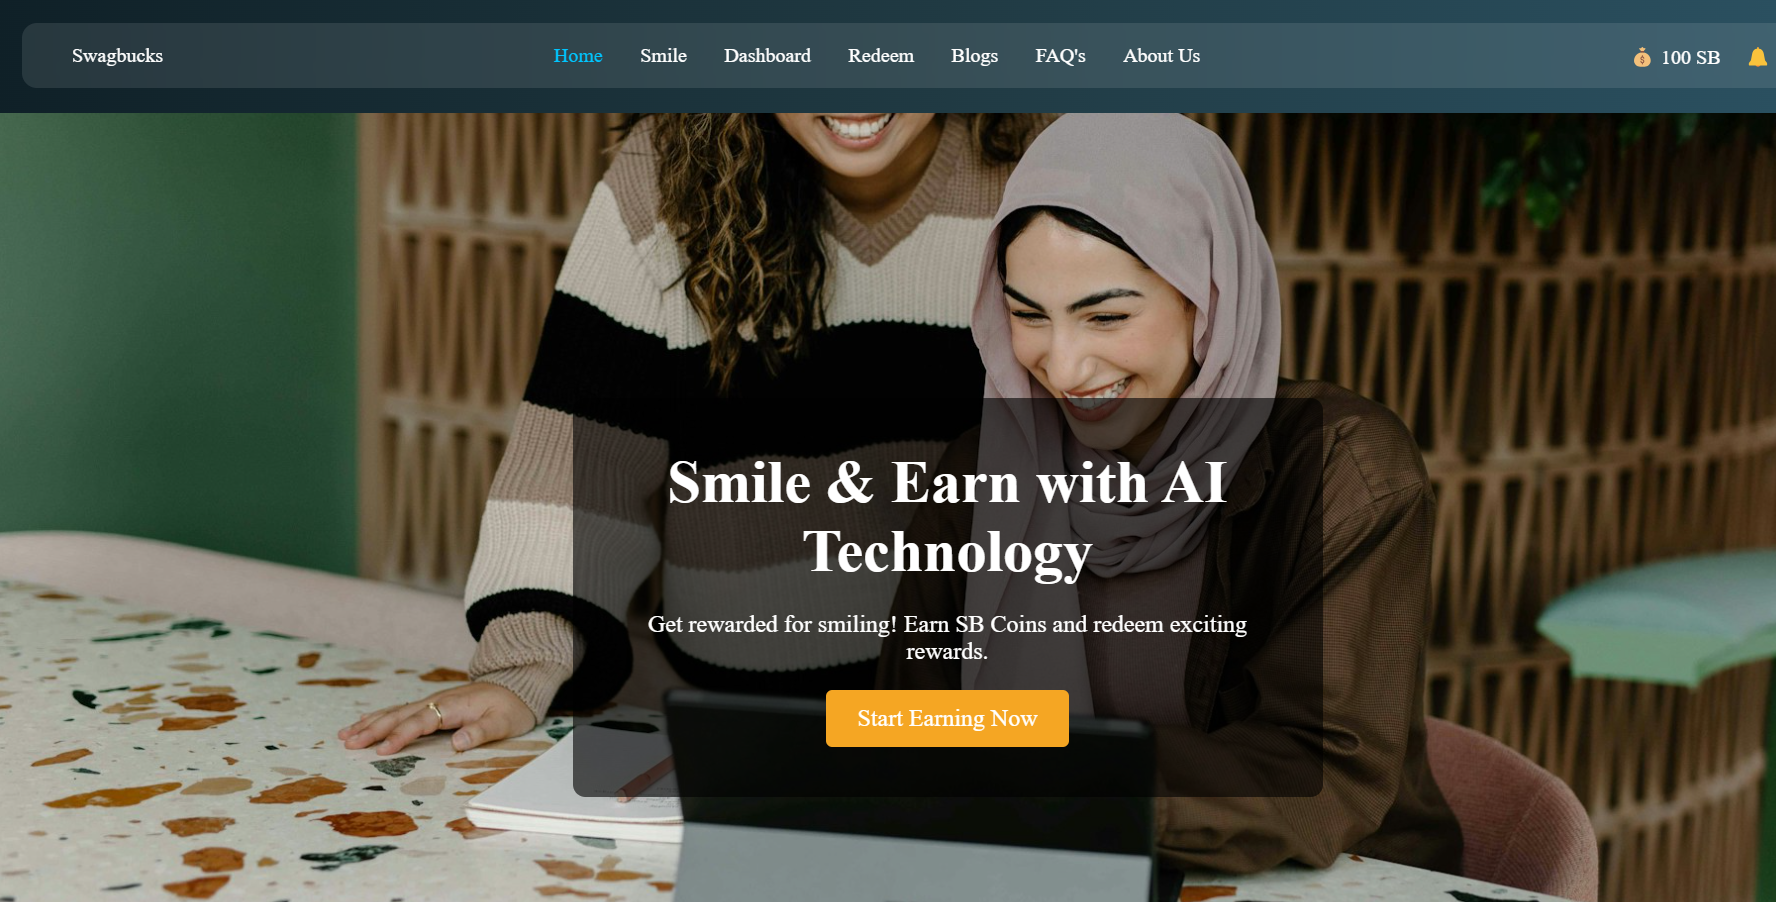 Swagbucks
Home Smile Dashboard Redeem Blogs FAQ's About Us
100 SB
Smile & Earn with AI
Technology
Get rewarded for smiling! Earn SB Coins and redeem exciting
rewards.
Start Earning Now